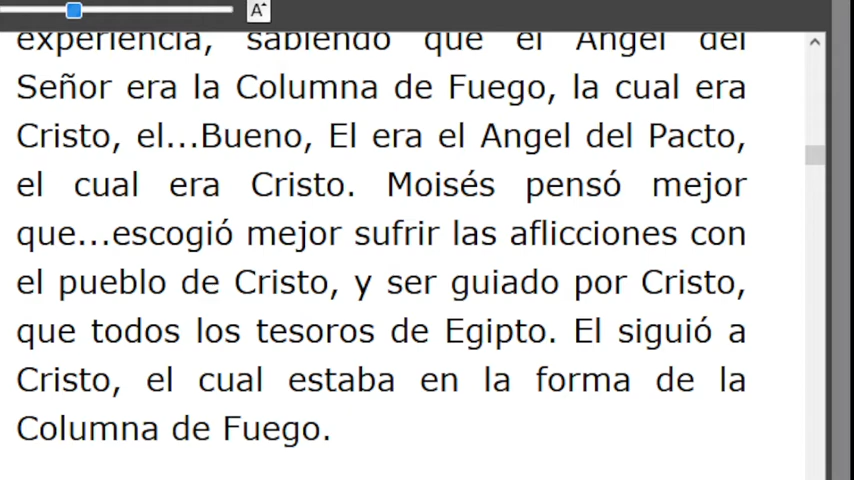 A
experiencia, sabiendo que el Angel del
Señor era la Columna de Fuego, la cual era
Cristo, el...Bueno, El era el Angel del Pacto,
el cual era Cristo. Moisés pensó mejor
que...escogió mejor sufrir las aflicciones con
el pueblo de Cristo, y ser guiado por Cristo,
que todos los tesoros de Egipto. El siguió a
Cristo, el cual estaba en la forma de la
Columna de Fuego.